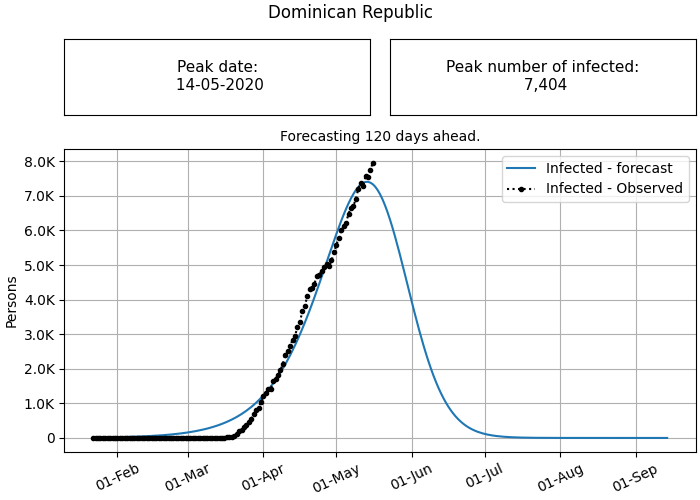 Dominican Republic
Peak date:
14-05-2020
Peak number of infected:
7,404
Forecasting 120 days ahead.
Infected - forecast
Infected - Observed
Persons
8.0K
7.0K
6.0K
5.0K
4.0K
3.0K
2.0K
1.0K
0
01-Feb
01-Mar
01-Apr
01-May
01-Jun
01-Jul
01-Aug
01-Sep